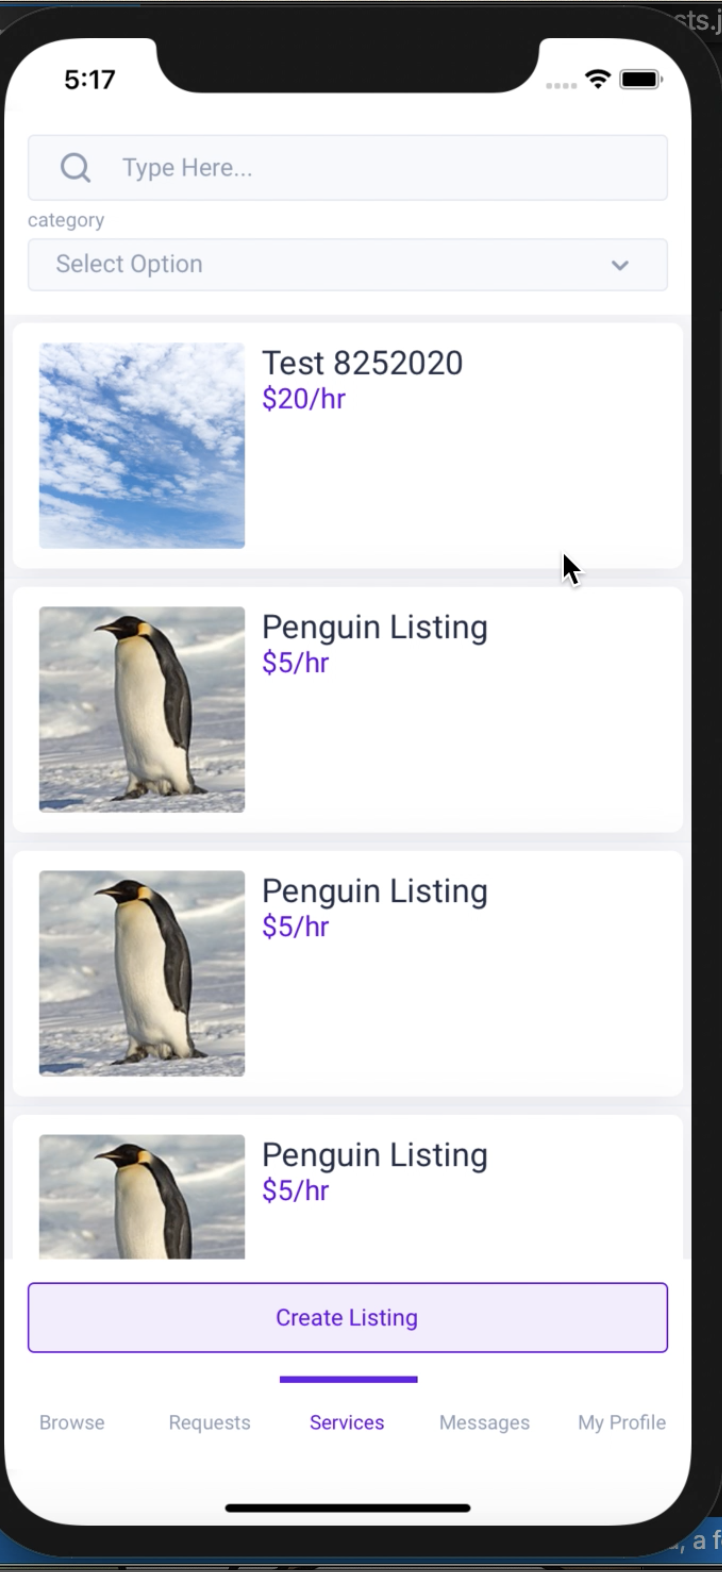 sts.j
5:17
Type Here...
category
Select Option
Test 8252020
$20/hr
Penguin Listing
$5/hr
Penguin Listing
$5/hr
Penguin Listing
$5/hr
Create Listing
Browse Requests Services Messages My Profile
, a f